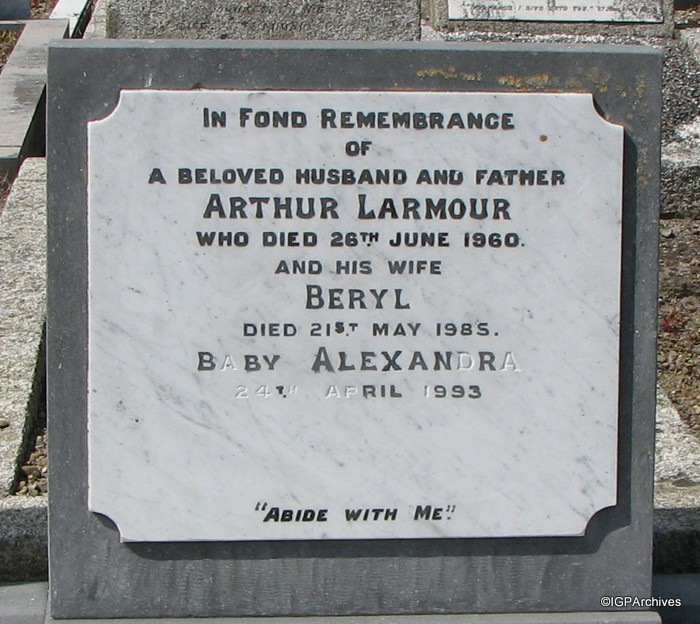 IN FOND REMEMBRANCE
OF
A BELOVED HUSBAND AND FATHER
ARTHUR LARMOUR
WHO DIED 26TH JUNE 1960.
AND HIS WIFE
BERYL
DIED 21ST MAY 1985.
BABY ALEXANDRA
24TH APRIL 1993
"ABIDE WITH ME."
©IGPArchives